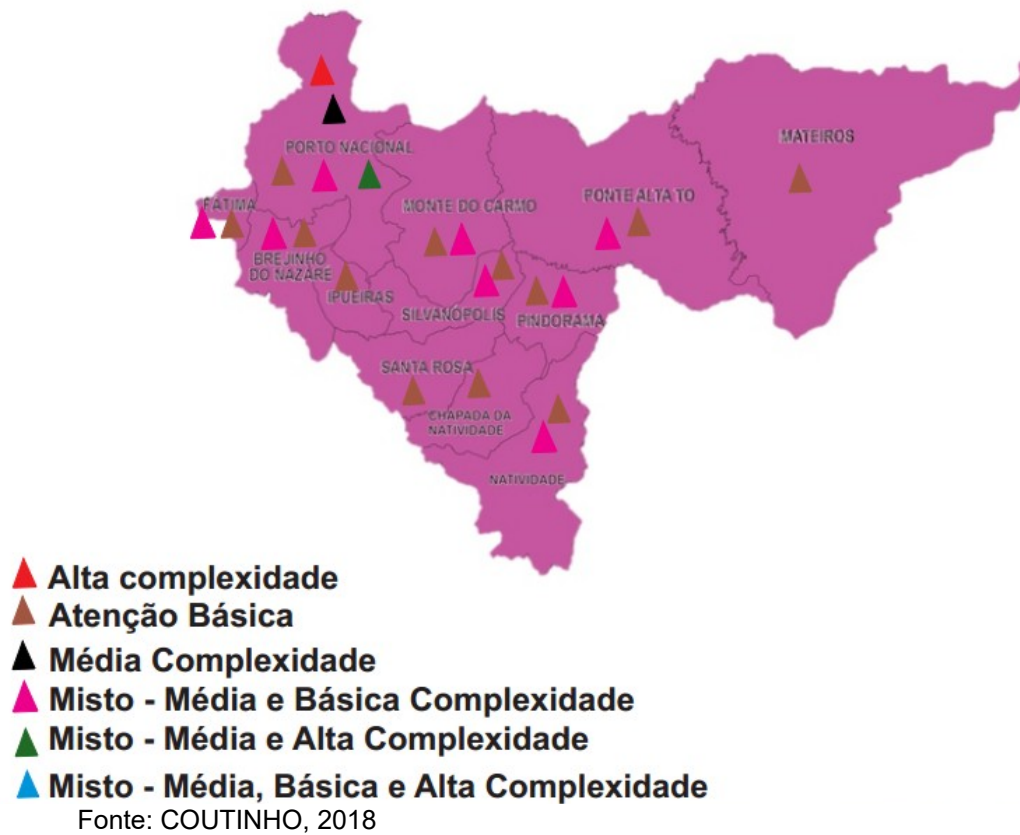 MATEIROS
PORTO NACIONAL
PONTE ALTA TO
FÁTIMA
MONTE DO CARMO
BREJINHO
DO NAZARÉ
IPUEIRAS
SILVANÓPOLIS
PINDORAMA
SANTA ROSA
CHAPADA DA
NATIVIDADE
NATIVIDADE
Alta complexidade
Atenção Básica
Média Complexidade
Misto - Média e Básica Complexidade
Misto - Média e Alta Complexidade
Misto - Média, Básica e Alta Complexidade
Fonte: COUTINHO, 2018